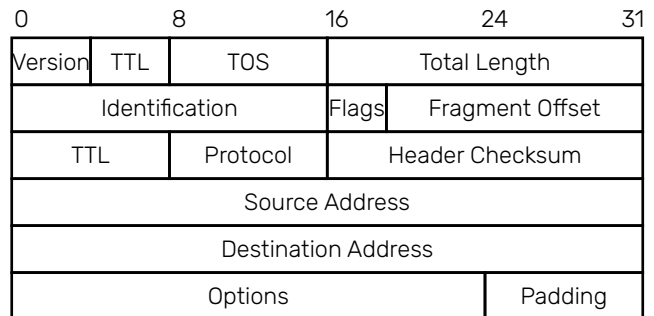 0 8 16 24 31
Version TTL TOS Total Length
Identification Flags Fragment Offset
TTL Protocol Header Checksum
Source Address
Destination Address
Options Padding